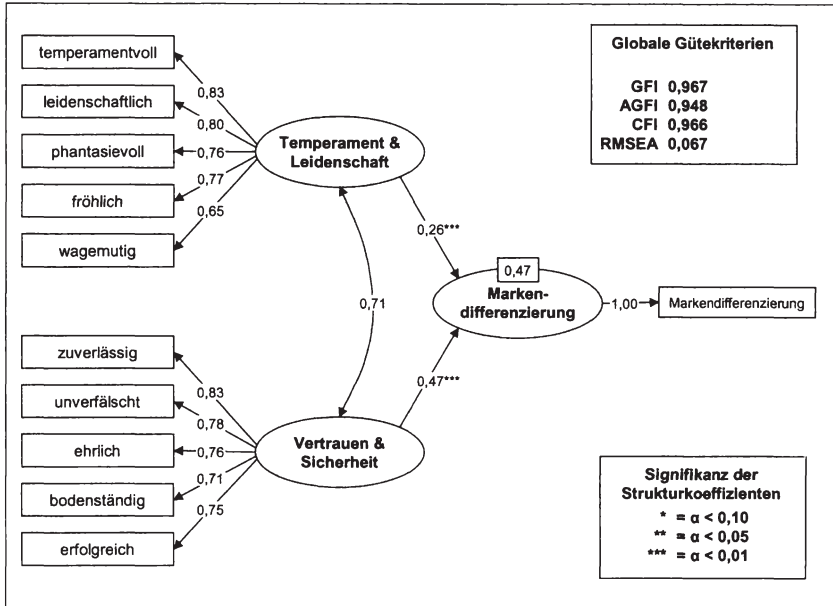 temperamentvoll
leidenschaftlich
phantasievoll
fröhlich
wagemutig
0,83
0,80
0,76
0,77
0,65
Temperament &
Leidenschaft
Globale Gütekriterien
GFI 0,967
AGFI 0,948
CFI 0,966
RMSEA 0,067
0,26***
0,71
0,47
Marken-
differenzierung
1,00
Markendifferenzierung
0,47***
zuverlässig
unverfälscht
ehrlich
bodenständig
erfolgreich
0,83
0,78
0,76
0,71
0,75
Vertrauen &
Sicherheit
Signifikanz der
Strukturkoeffizienten
* = α < 0,10
** = α < 0,05
*** = α < 0,01